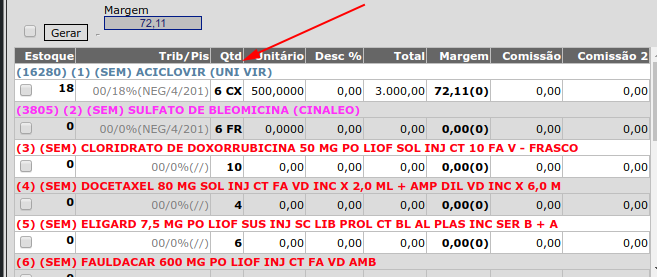 Margem
72,11
Gerar -
Estoque Trib/Pis Qtd Unitário Desc % Total Margem Comissão Comissão 2
(16280) (1) (SEM) ACICLOVIR (UNI VIR)
18 00/18%(NEG/4/201) 6 CX 500,0000 0,00 3.000,00 72,11(0) 0,00 0,00
(3805) (2) (SEM) SULFATO DE BLEOMICINA (CINALEO)
0 00/0%(NEG/4/201) 6 FR 0,0000 0,00 0,00 0,00(0) 0,00 0,00
(3) (SEM) CLORIDRATO DE DOXORRUBICINA 50 MG PO LIOF SOL INJ CT 10 FA V - FRASCO
0 00/0%(//) 10 0,00 0,00 0,00 0,00(0) 0,00 0,00
(4) (SEM) DOCETAXEL 80 MG SOL INJ CT FA VD INC X 2,0 ML + AMP DIL VD INC X 6,0 M
0 00/0%(//) 4 0,00 0,00 0,00 0,00(0) 0,00 0,00
(5) (SEM) ELIGARD 7,5 MG PO LIOF SUS INJ SC LIB PROL CT BL AL PLAS INC SER B + A
0 00/0%(//) 6 0,00 0,00 0,00 0,00(0) 0,00 0,00
(6) (SEM) FAULDACAR 600 MG PO LIOF INJ CT FA VD AMB